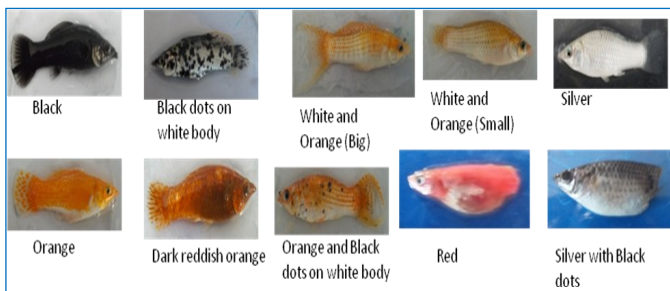 Black
Black dots on
white body
White and
Orange (Big)
White and
Orange (Small)
Silver
Orange
Dark reddish orange
Orange and Black
dots on white body
Red
Silver with Black
dots